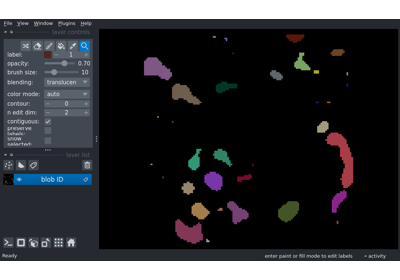 File View Window Plugins Help
layer controls
label: 1
opacity: 0.70
brush size: 10
blending: translucen
color mode: auto
contour: 0
n edit dim: 2
contiguous:
preserve labels:
show selected:
layer list
blob ID
Ready
enter paint or fill mode to edit labels
activity